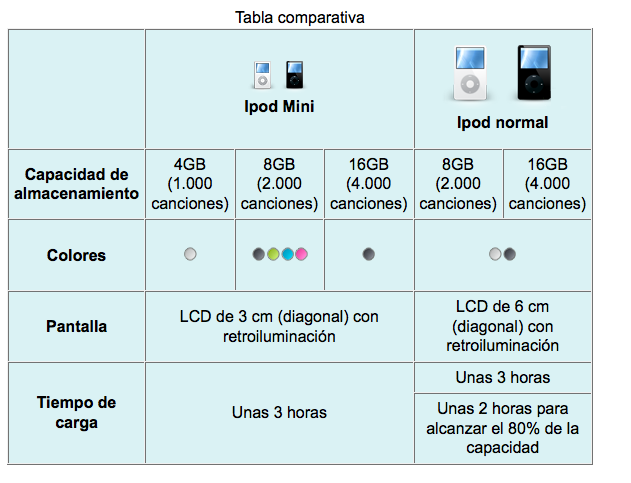 Tabla comparativa
Ipod Mini
Ipod normal
Capacidad de
almacenamiento
4GB
(1.000
canciones)
8GB
(2.000
canciones)
16GB
(4.000
canciones)
8GB
(2.000
canciones)
16GB
(4.000
canciones)
Colores
Pantalla
LCD de 3 cm (diagonal) con
retroiluminación
LCD de 6 cm
(diagonal) con
retroiluminación
Tiempo de
carga
Unas 3 horas
Unas 3 horas
Unas 2 horas para
alcanzar el 80% de la
capacidad